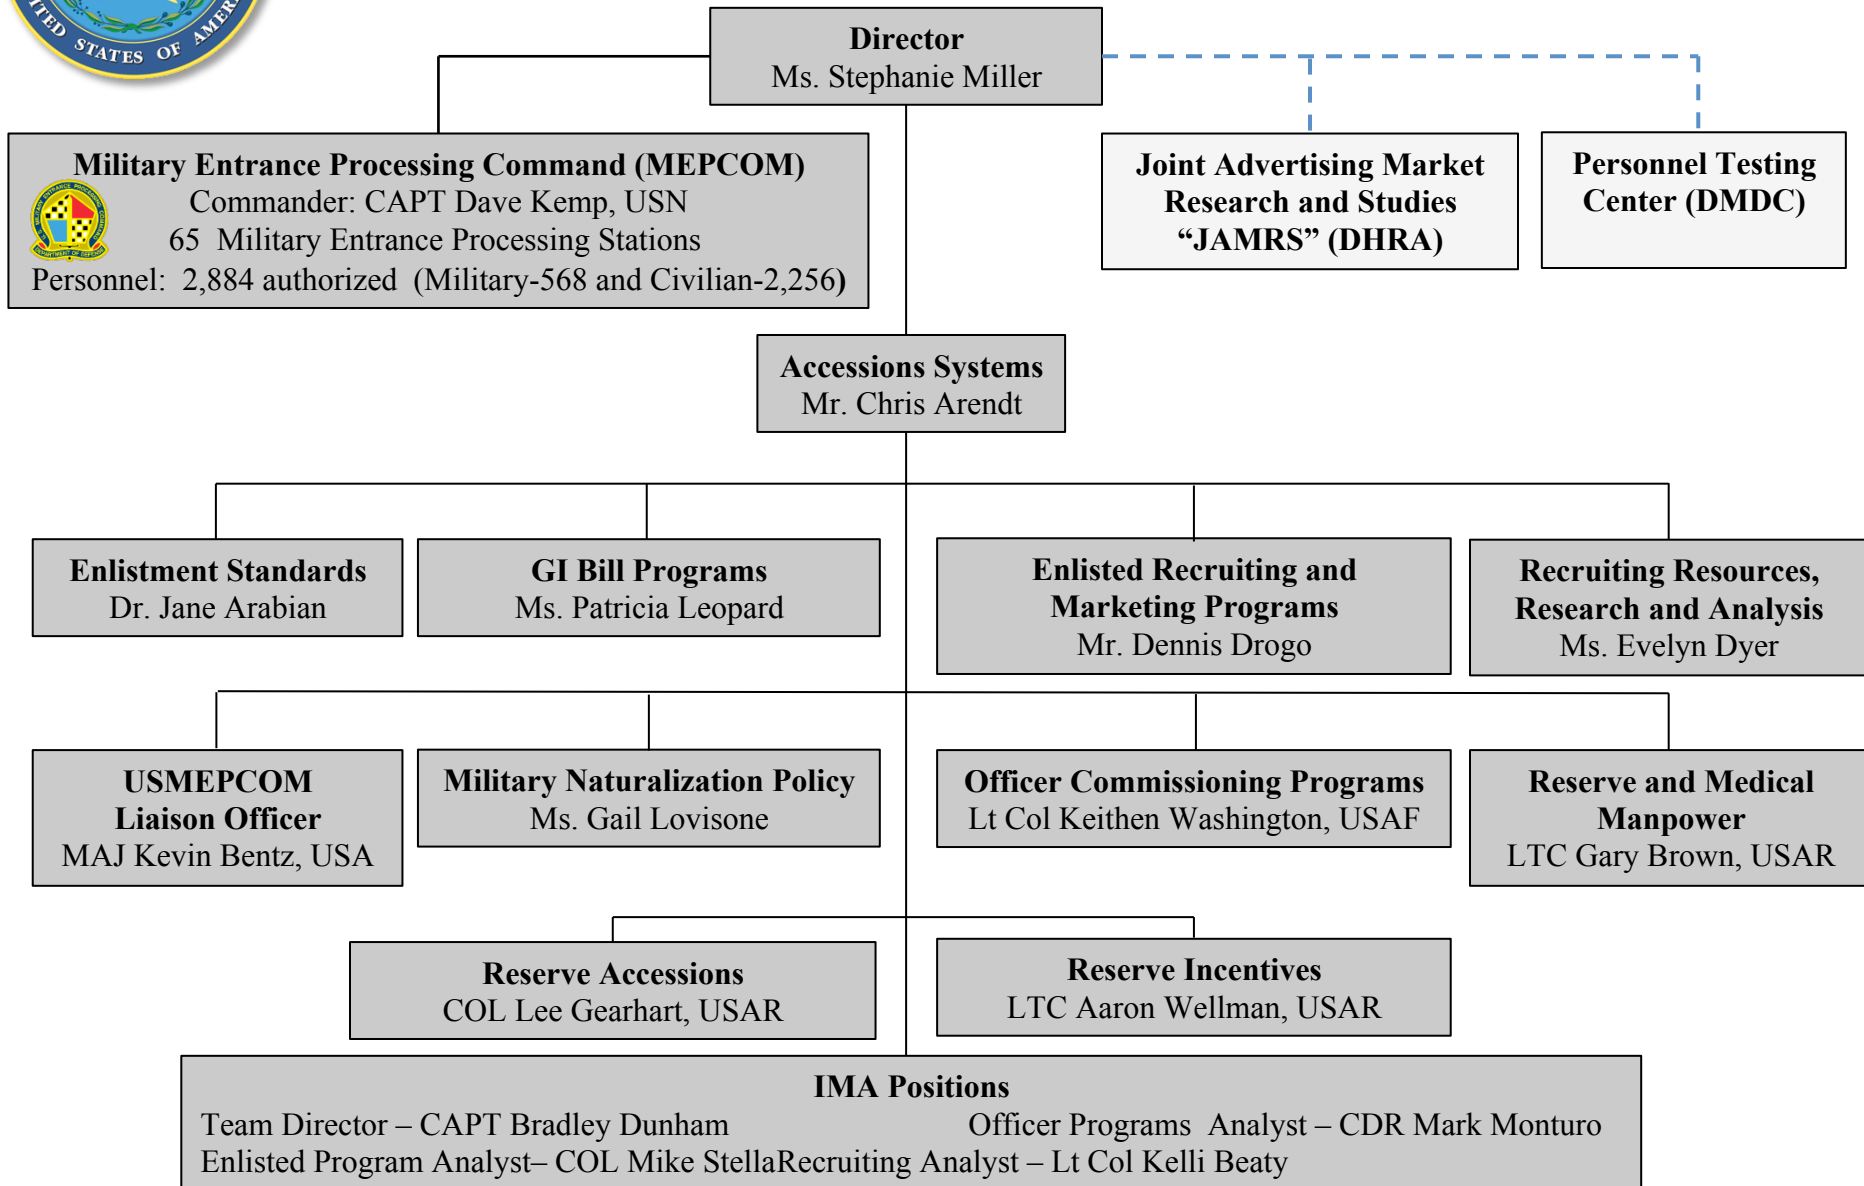 UNITED STATES OF AMER
Director
Ms. Stephanie Miller
Military Entrance Processing Command (MEPCOM)
Commander: CAPT Dave Kemp, USN
65 Military Entrance Processing Stations
Personnel: 2,884 authorized (Military-568 and Civilian-2,256)
Joint Advertising Market
Research and Studies
“JAMRS” (DHRA)
Personnel Testing
Center (DMDC)
Accessions Systems
Mr. Chris Arendt
Enlistment Standards
Dr. Jane Arabian
GI Bill Programs
Ms. Patricia Leopard
Enlisted Recruiting and
Marketing Programs
Mr. Dennis Drogo
Recruiting Resources,
Research and Analysis
Ms. Evelyn Dyer
USMEPCOM
Liaison Officer
MAJ Kevin Bentz, USA
Military Naturalization Policy
Ms. Gail Lovisone
Officer Commissioning Programs
Lt Col Keithen Washington, USAF
Reserve and Medical
Manpower
LTC Gary Brown, USAR
Reserve Accessions
COL Lee Gearhart, USAR
Reserve Incentives
LTC Aaron Wellman, USAR
IMA Positions
Team Director – CAPT Bradley Dunham Officer Programs Analyst – CDR Mark Monturo
Enlisted Program Analyst– COL Mike StellaRecruiting Analyst – Lt Col Kelli Beaty